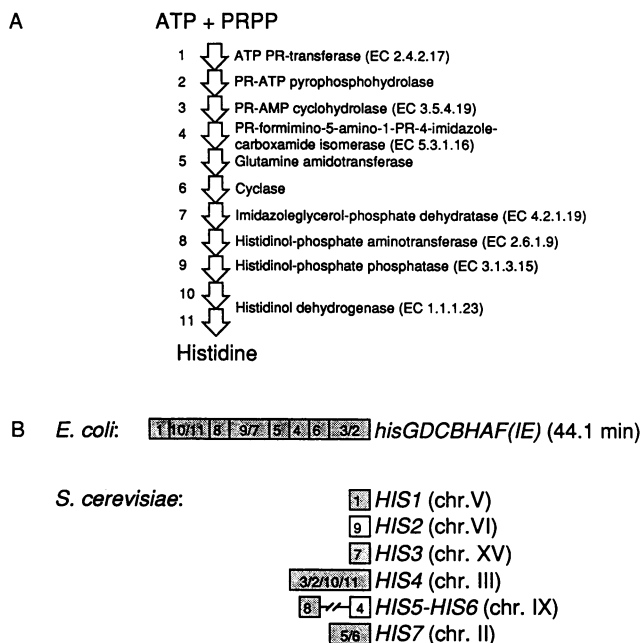 A
ATP + PRPP
1 ATP PR-transferase (EC 2.4.2.17)
2 PR-ATP pyrophosphohydrolase
3 PR-AMP cyclohydrolase (EC 3.5.4.19)
4 PR-formimino-5-amino-1-PR-4-imidazole-
carboxamide isomerase (EC 5.3.1.16)
5 Glutamine amidotransferase
6 Cyclase
7 Imidazoleglycerol-phosphate dehydratase (EC 4.2.1.19)
8 Histidinol-phosphate aminotransferase (EC 2.6.1.9)
9 Histidinol-phosphate phosphatase (EC 3.1.3.15)
10
Histidinol dehydrogenase (EC 1.1.1.23)
11
Histidine
B E. coli: 1 10/11 8 9/7 5 4 6 3/2 hisGDCBHAF(IE) (44.1 min)
S. cerevisiae:
1 HIS1 (chr.V)
9 HIS2 (chr.VI)
7 HIS3 (chr. XV)
3/2/10/11 HIS4 (chr. III)
8 4 HIS5-HIS6 (chr. IX)
5/6 HIS7 (chr. II)